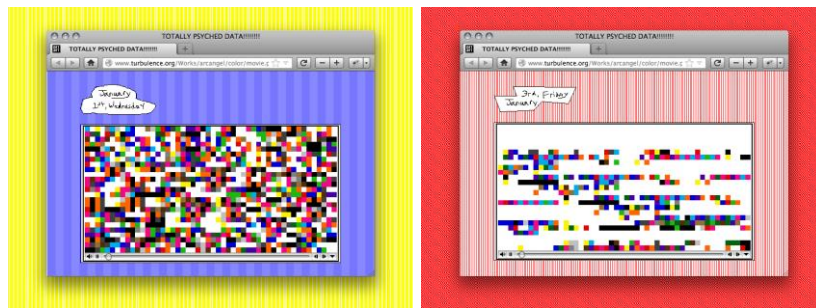 TOTALLY PSYCHED DATA!!!!!!!
TOTALLY PSYCHED DATA!!!!!!!
www.turbulence.org/Works/arcangel/color/movie.p
January
1st, Wednesday
TOTALLY PSYCHED DATA!!!!!!!
TOTALLY PSYCHED DATA!!!!!!!
www.turbulence.org/Works/arcangel/color/movie.p
3rd, Friday
January